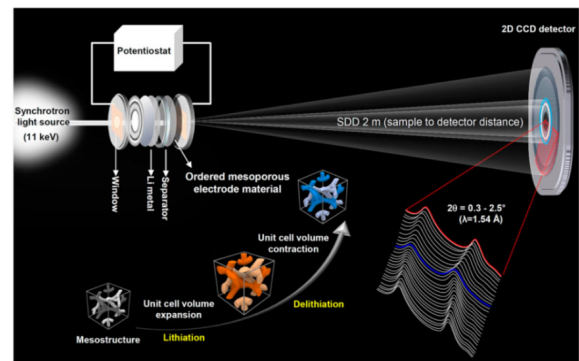 2D CCD detector
Potentiostat
Synchrotron
light source
(11 keV)
SDD 2 m (sample to detector distance)
Window
Li metal
Separator
Ordered mesoporous
electrode material
2θ = 0.3 - 2.5°
(λ=1.54 Å)
Unit cell volume
contraction
Unit cell volume
expansion
Delithiation
Mesostructure
Lithiation